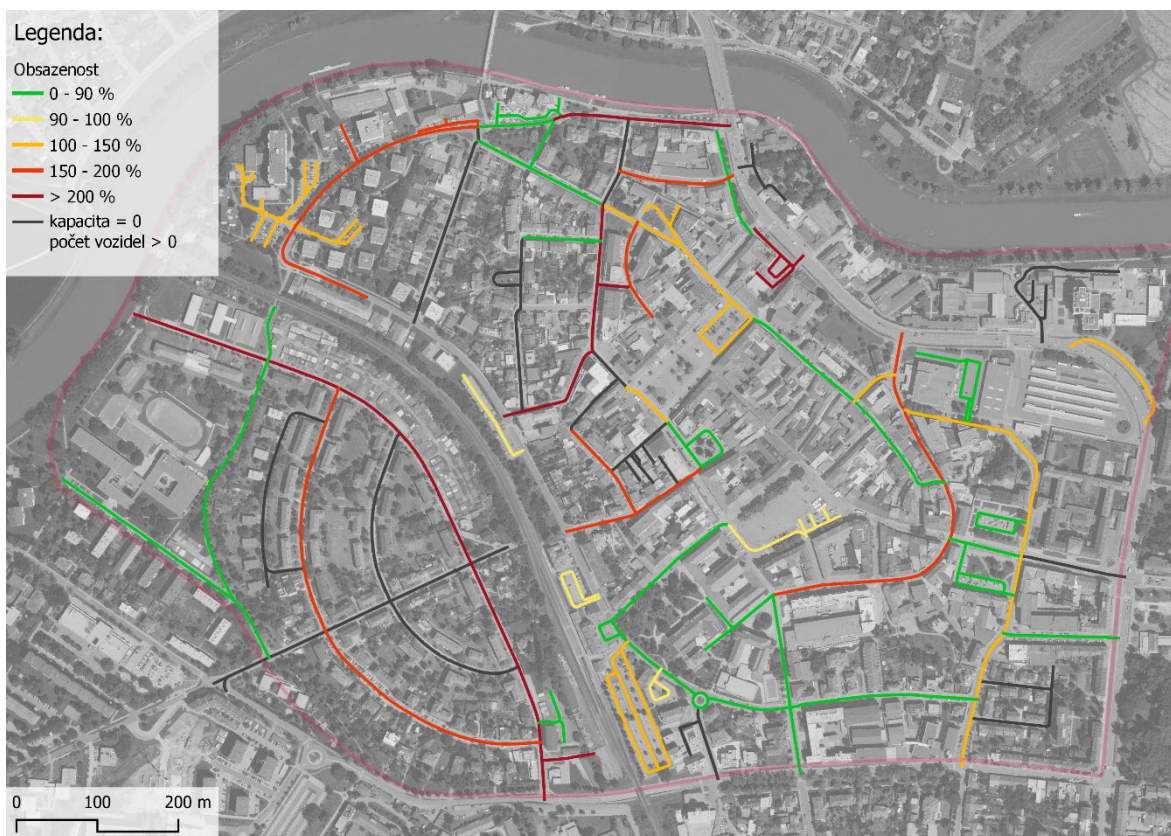 Legenda:
Obsazenost
0 - 90 %
90 - 100 %
100 - 150 %
150 - 200 %
> 200 %
kapacita = 0
počet vozidel > 0
0 100 200 m